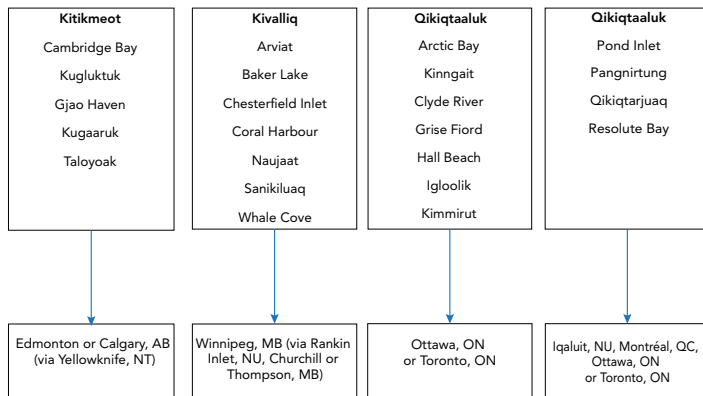 Kitikmeot
Cambridge Bay
Kugluktuk
Gjao Haven
Kugaaruk
Taloyoak
Kivalliq
Arviat
Baker Lake
Chesterfield Inlet
Coral Harbour
Naujaat
Sanikiluaq
Whale Cove
Qikiqtaaluk
Arctic Bay
Kinngait
Clyde River
Grise Fiord
Hall Beach
Igloolik
Kimmirut
Qikiqtaaluk
Pond Inlet
Pangnirtung
Qikiqtarjuaq
Resolute Bay
Edmonton or Calgary, AB
(via Yellowknife, NT)
Winnipeg, MB (via Rankin
Inlet, NU, Churchill or
Thompson, MB)
Ottawa, ON
or Toronto, ON
Iqaluit, NU, Montréal, QC,
Ottawa, ON
or Toronto, ON